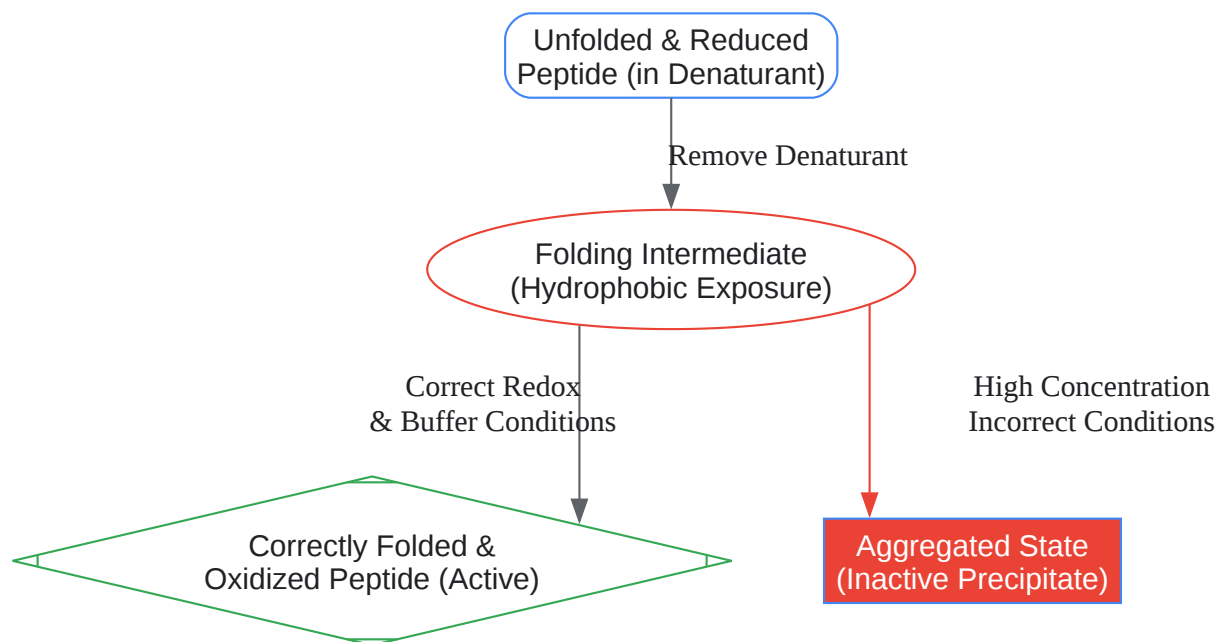 Unfolded & Reduced
Peptide (in Denaturant)
Remove Denaturant
Folding Intermediate
(Hydrophobic Exposure)
Correct Redox
& Buffer Conditions
High Concentration
Incorrect Conditions
Correctly Folded &
Oxidized Peptide (Active)
Aggregated State
(Inactive Precipitate)